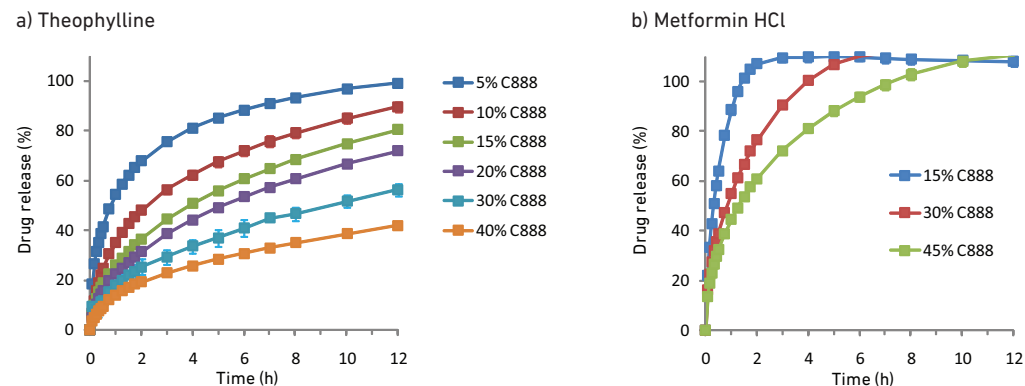 a) Theophylline
Drug release (%)
100
80
60
40
20
0
0 2 4 6 8 10 12
Time (h)
5% C888
10% C888
15% C888
20% C888
30% C888
40% C888
b) Metformin HCl
Drug release (%)
100
80
60
40
20
0
0 2 4 6 8 10 12
Time (h)
15% C888
30% C888
45% C888